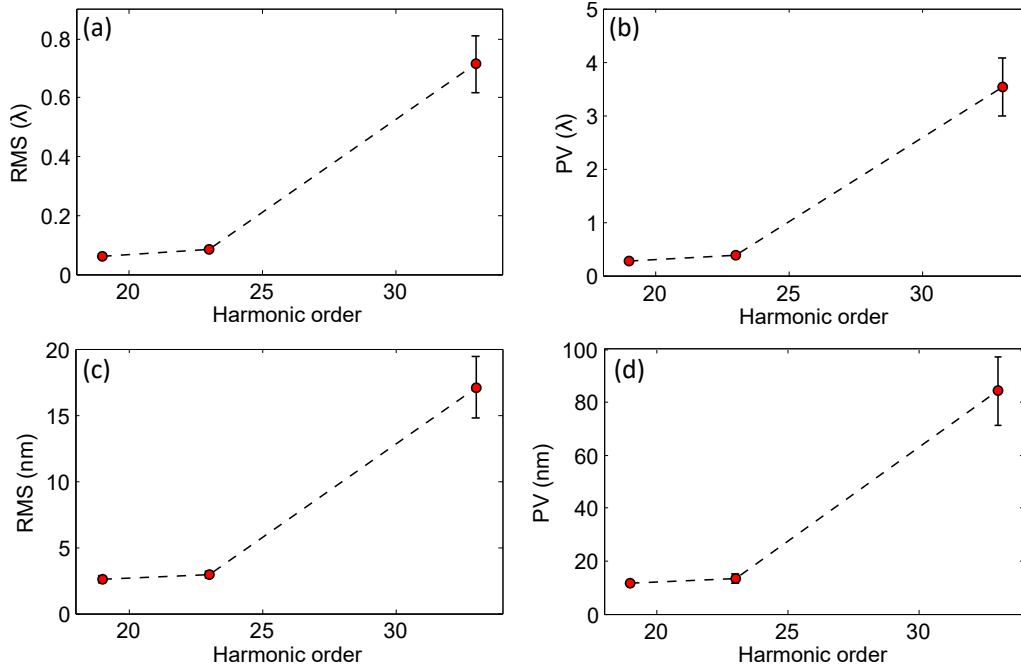 (a)
RMS (λ)
0.8
0.6
0.4
0.2
0
20 25 30
Harmonic order
(b)
PV (λ)
5
4
3
2
1
0
20 25 30
Harmonic order
(c)
RMS (nm)
20
15
10
5
0
20 25 30
Harmonic order
(d)
PV (nm)
100
80
60
40
20
0
20 25 30
Harmonic order